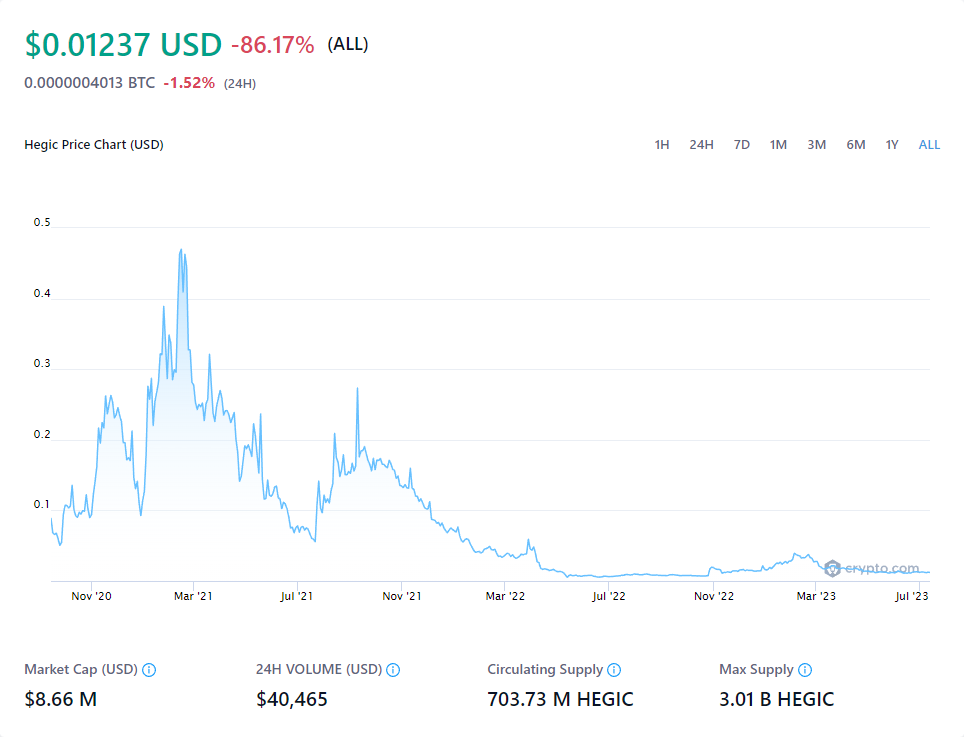 $0.01237 USD -86.17% (ALL)
0.0000004013 BTC -1.52% (24H)
Hegic Price Chart (USD) 1H 24H 7D 1M 3M 6M 1Y ALL
0.5
0.4
0.3
0.2
0.1
crypto.com
Nov '20 Mar '21 Jul '21 Nov '21 Mar '22 Jul '22 Nov '22 Mar '23 Jul '23
Market Cap (USD) 24H VOLUME (USD) Circulating Supply Max Supply
$8.66 M $40,465 703.73 M HEGIC 3.01 B HEGIC